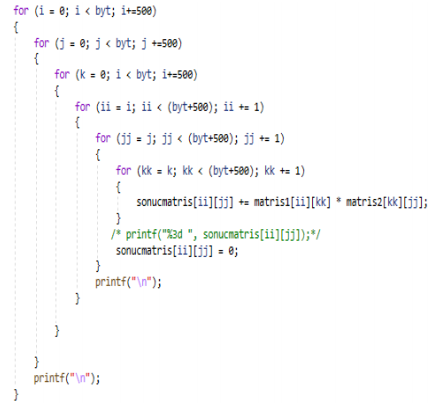 for (i = 0; i < byt; i+=500)
{
for (j = 0; j < byt; j +=500)
{
for (k = 0; i < byt; i+=500)
{
for (ii = i; ii < (byt+500); ii += 1)
{
for (jj = j; jj < (byt+500); jj += 1)
{
for (kk = k; kk < (byt+500); kk += 1)
{
sonucmatris[ii][jj] += matris1[ii][kk] * matris2[kk][jj];
}
/* printf("%3d ", sonucmatris[ii][jj]);*/
sonucmatris[ii][jj] = 0;
}
printf("\n");
}
}
}
printf("\n");
}